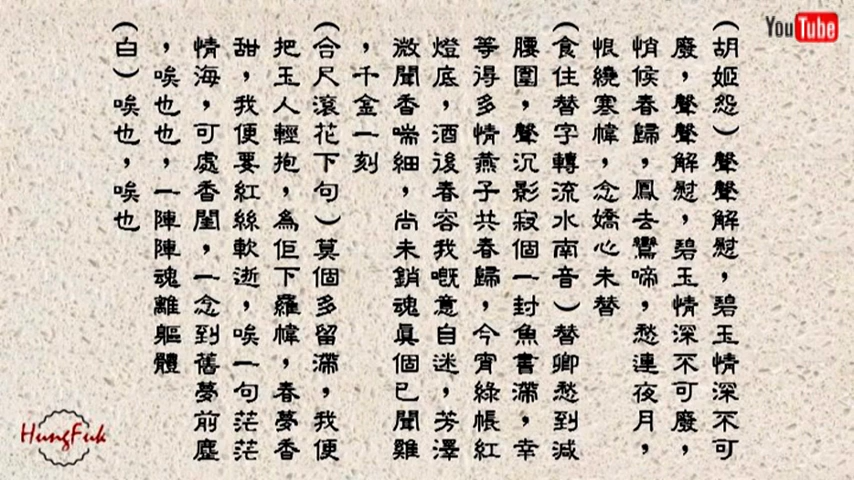 YouTube
(胡姬怨)聲聲解慰,碧玉情深不可
廢,聲聲解慰,碧玉情深不可廢,
悄候春歸,鳳去鸞啼,愁連夜月,
恨繞寒幃,念嬌心未替
(食住替字轉流水南音)替卿愁到減
腰圍,聲沉影寂個一封魚書滯,幸
等得多情燕子共春歸,今宵綠帳紅
燈底,酒後春容我嘅意自迷,芳澤
微聞香喘細,尚未銷魂真個已聞雞
,千金一刻
(合尺滾花下句)莫個多留滯,我便
把玉人輕抱,為佢下羅幃,春夢香
甜,我便要紅絲軟逝,唉一句茫茫
情海,可處香閨,一念到舊夢前塵
,唉也也,一陣陣魂離軀體
(白)唉也,唉也
HungFuk